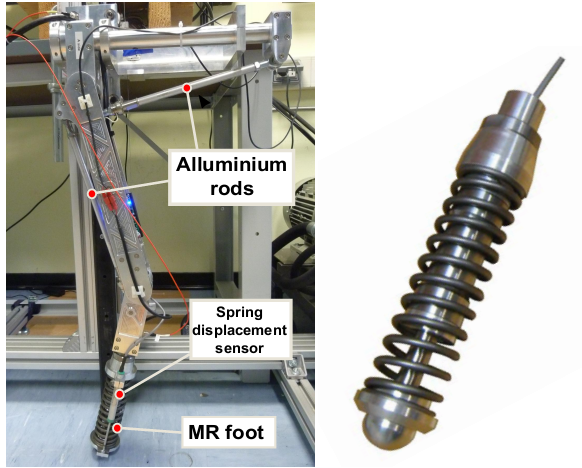 Alluminium
rods
Spring
displacement
sensor
MR foot